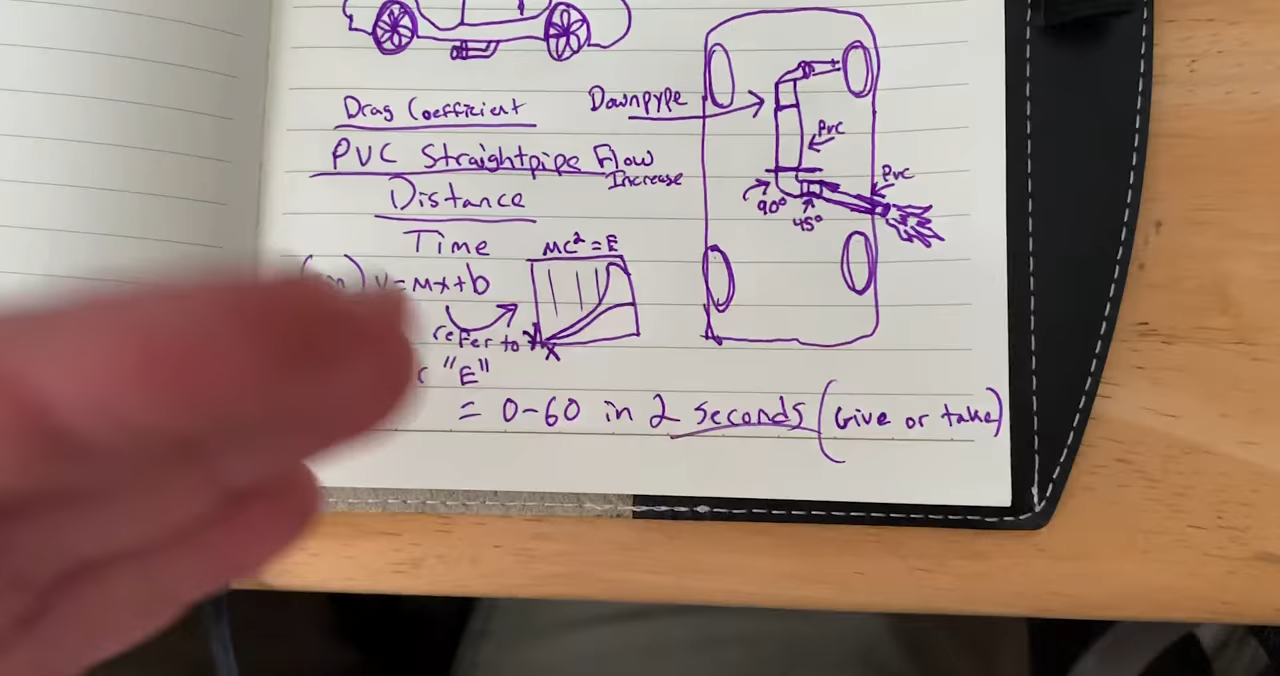 Drag Coefficient
PVC Straightpipe Flow
Increase
Distance
Time
y=mx+b
refer to
"E"
MC²=E
Y
X
= 0-60 in 2 seconds (Give or take)
Downpype
PVC
PVC
90°
45°